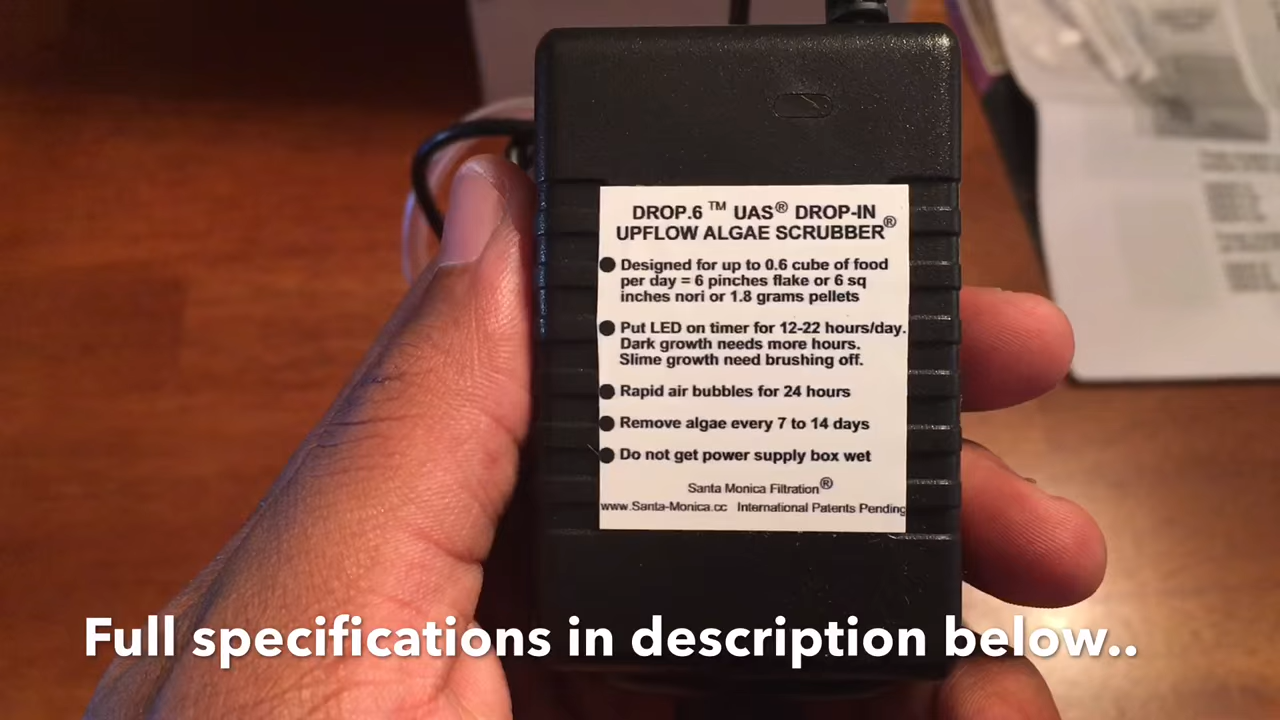 DROP.6 ™ UAS® DROP-IN
UPFLOW ALGAE SCRUBBER®
● Designed for up to 0.6 cube of food
per day = 6 pinches flake or 6 sq
inches nori or 1.8 grams pellets
● Put LED on timer for 12-22 hours/day.
Dark growth needs more hours.
Slime growth need brushing off.
● Rapid air bubbles for 24 hours
● Remove algae every 7 to 14 days
● Do not get power supply box wet
Santa Monica Filtration®
www.Santa-Monica.cc International Patents Pending
Full specifications in description below..